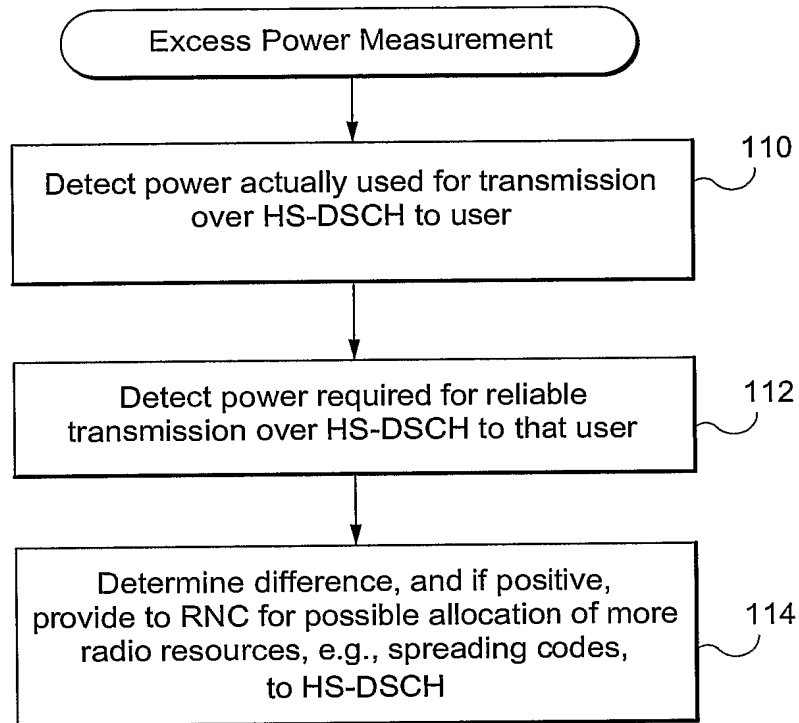 Excess Power Measurement
110
Detect power actually used for transmission
over HS-DSCH to user
112
Detect power required for reliable
transmission over HS-DSCH to that user
Determine difference, and if positive,
provide to RNC for possible allocation of more
radio resources, e.g., spreading codes,
to HS-DSCH
114